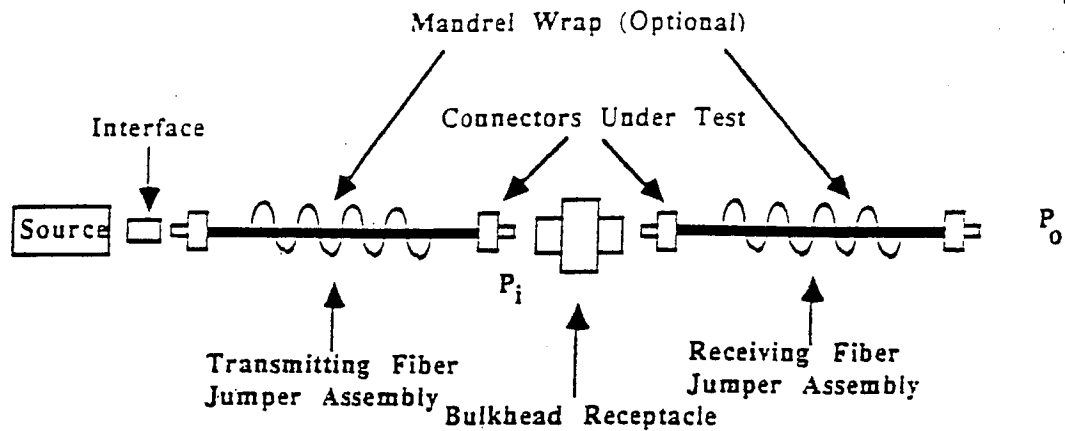 Mandrel Wrap (Optional)
Connectors Under Test
Interface
Source
P_o
P_i
Transmitting Fiber
Jumper Assembly
Receiving Fiber
Jumper Assembly
Bulkhead Receptacle